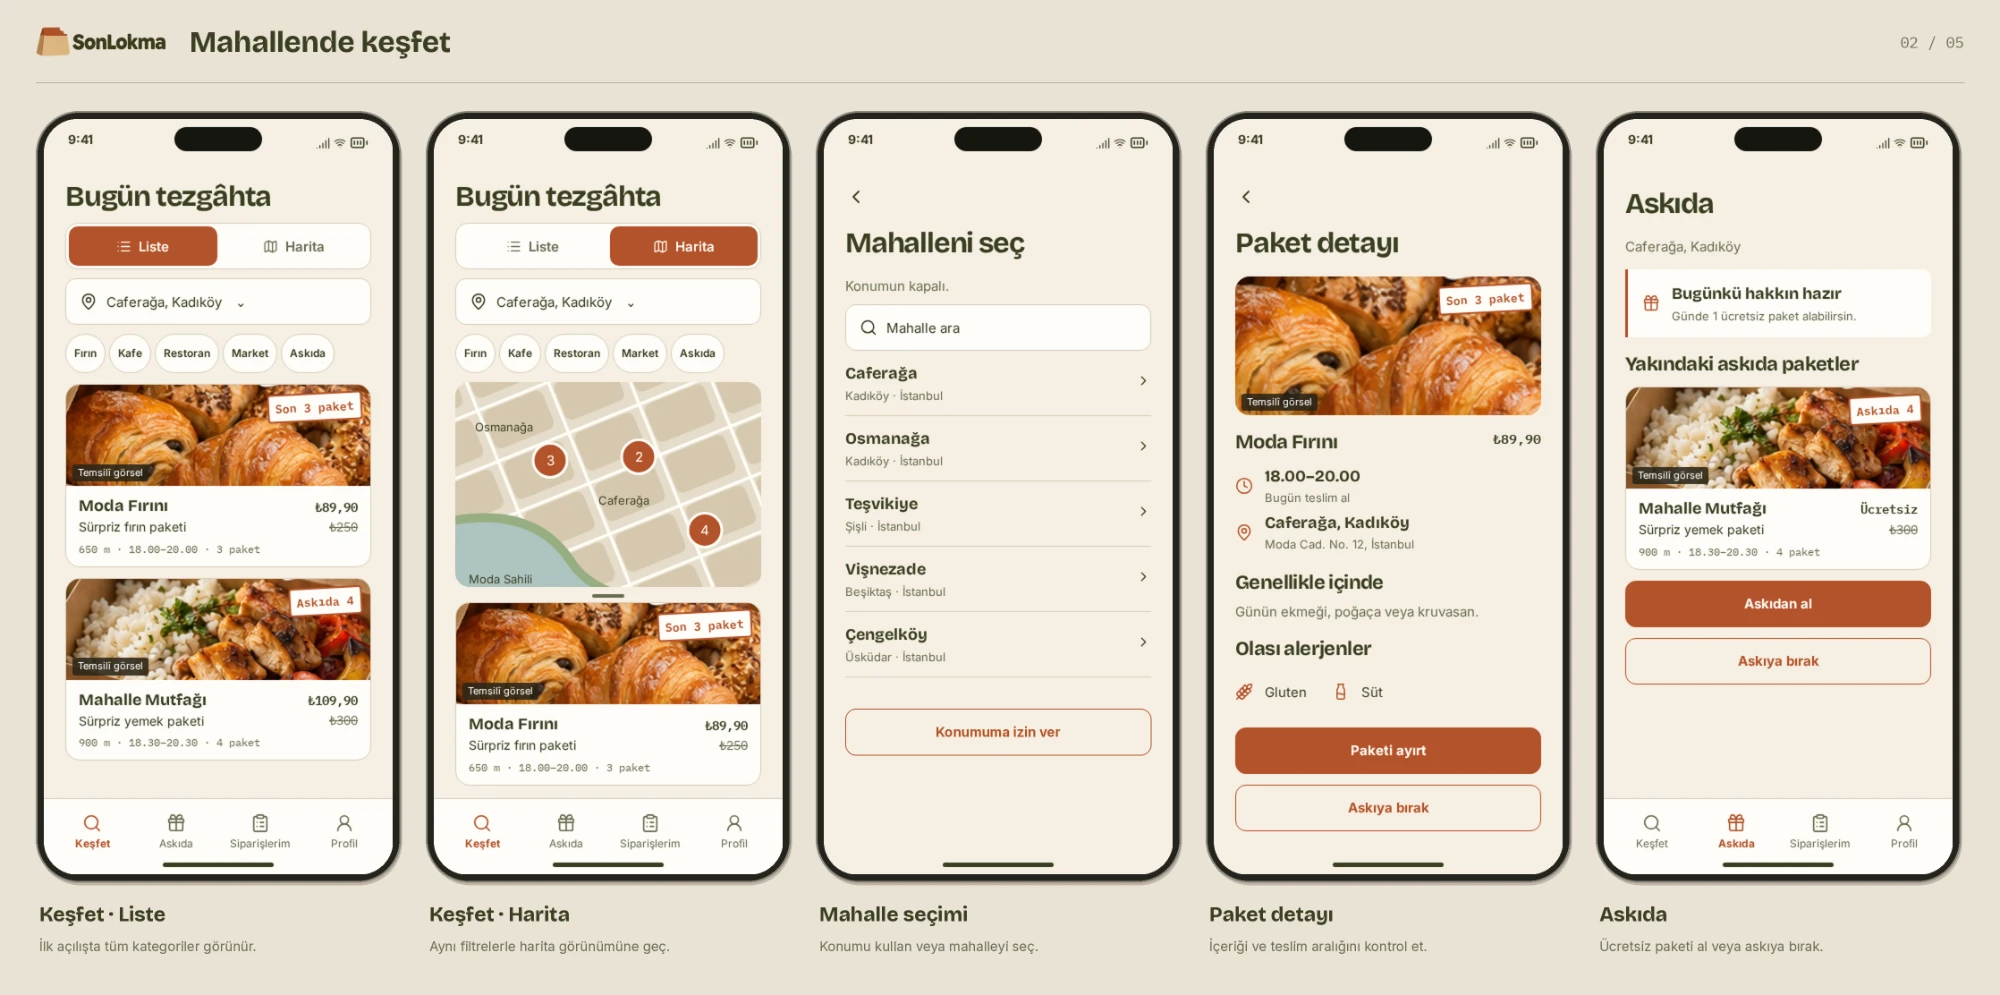 SonLokma
Mahallende keşfet
02 / 05
9:41
Bugün tezgâhta
Liste
Harita
Caferağa, Kadıköy
Fırın
Kafe
Restoran
Market
Askıda
Son 3 paket
Temsilî görsel
Moda Fırını
₺89,90
Sürpriz fırın paketi
₺250
650 m · 18.00–20.00 · 3 paket
Askıda 4
Temsilî görsel
Mahalle Mutfağı
₺109,90
Sürpriz yemek paketi
₺300
900 m · 18.30–20.30 · 4 paket
Keşfet
Askıda
Siparişlerim
Profil
Keşfet · Liste
İlk açılışta tüm kategoriler görünür.
9:41
Bugün tezgâhta
Liste
Harita
Caferağa, Kadıköy
Fırın
Kafe
Restoran
Market
Askıda
Osmanağa
3
2
Caferağa
4
Moda Sahili
Son 3 paket
Temsilî görsel
Moda Fırını
₺89,90
Sürpriz fırın paketi
₺250
650 m · 18.00–20.00 · 3 paket
Keşfet
Askıda
Siparişlerim
Profil
Keşfet · Harita
Aynı filtrelerle harita görünümüne geç.
9:41
Mahalleni seç
Konumun kapalı.
Mahalle ara
Caferağa
Kadıköy · İstanbul
Osmanağa
Kadıköy · İstanbul
Teşvikiye
Şişli · İstanbul
Vişnezade
Beşiktaş · İstanbul
Çengelköy
Üsküdar · İstanbul
Konumuma izin ver
Mahalle seçimi
Konumu kullan veya mahalleyi seç.
9:41
Paket detayı
Son 3 paket
Temsilî görsel
Moda Fırını
₺89,90
18.00–20.00
Bugün teslim al
Caferağa, Kadıköy
Moda Cad. No. 12, İstanbul
Genellikle içinde
Günün ekmeği, poğaça veya kruvasan.
Olası alerjenler
Gluten
Süt
Paketi ayırt
Askıya bırak
Paket detayı
İçeriği ve teslim aralığını kontrol et.
9:41
Askıda
Caferağa, Kadıköy
Bugünkü hakkın hazır
Günde 1 ücretsiz paket alabilirsin.
Yakındaki askıda paketler
Askıda 4
Temsilî görsel
Mahalle Mutfağı
Ücretsiz
Sürpriz yemek paketi
₺300
900 m · 18.30–20.30 · 4 paket
Askıdan al
Askıya bırak
Keşfet
Askıda
Siparişlerim
Profil
Askıda
Ücretsiz paketi al veya askıya bırak.